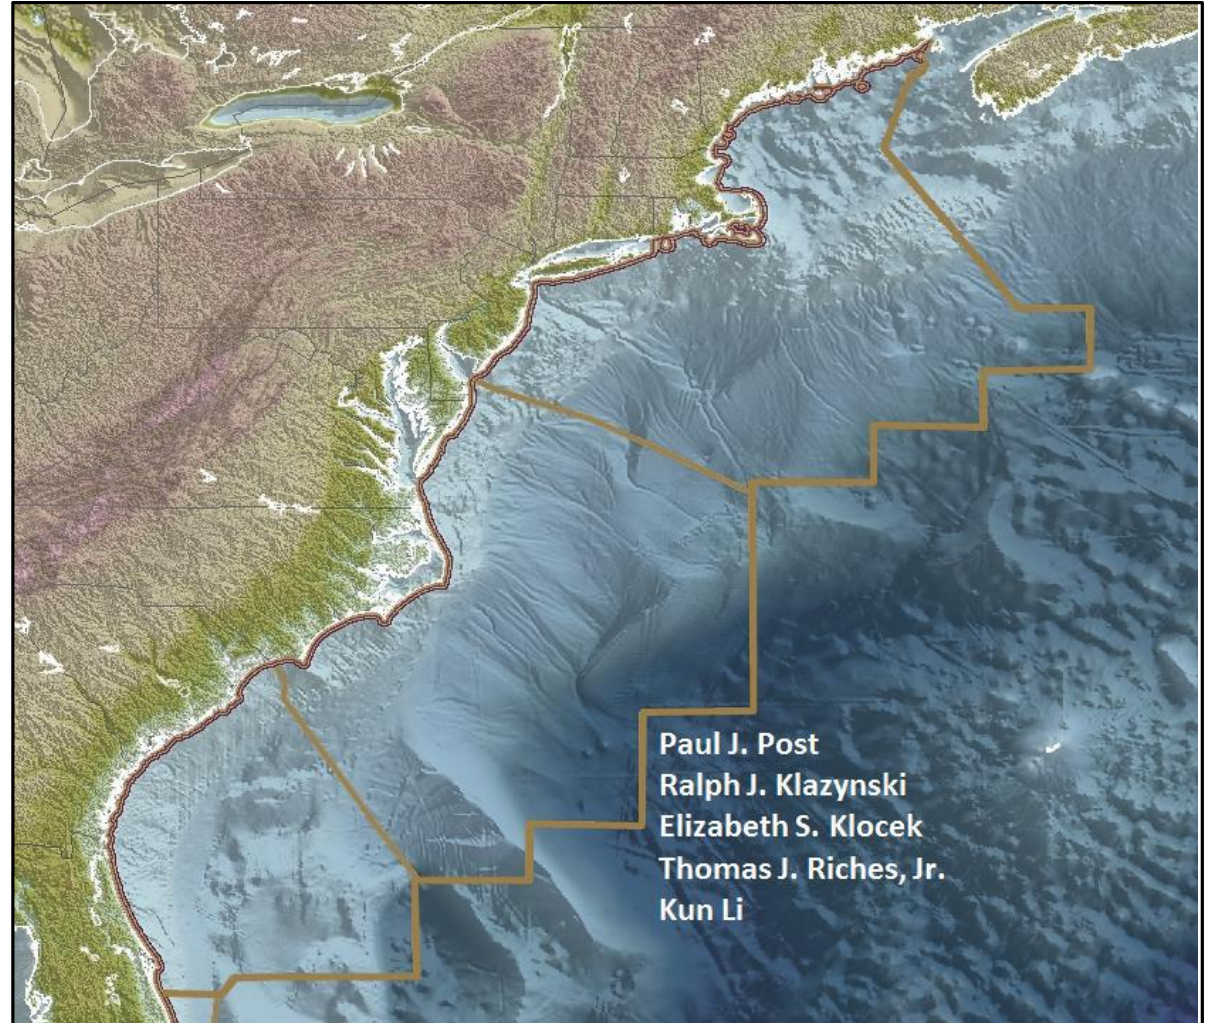 Paul J. Post
Ralph J. Klazynski
Elizabeth S. Klocek
Thomas J. Riches, Jr.
Kun Li